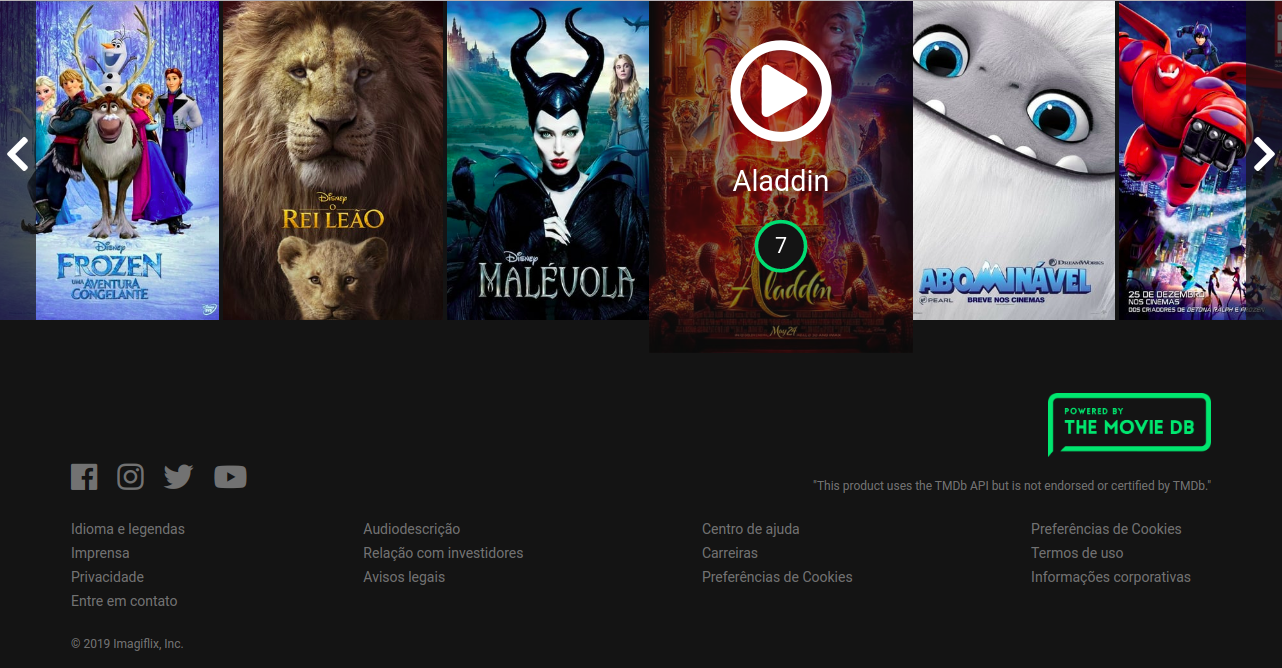 DISNEY
FROZEN
UMA AVENTURA
CONGELANTE
DVD
Disney
O
REI LEÃO
Disney
MALÉVOLA
Aladdin
7
Aladdin
May 24
DREAMWORKS
ABOMINÁVEL
PEARL
BREVE NOS CINEMAS
25 DE DEZEMBRO
NOS CINEMAS
DOS CRIADORES DE DETONA RALPH E FROZEN
POWERED BY
THE MOVIE DB
"This product uses the TMDb API but is not endorsed or certified by TMDb."
Idioma e legendas
Imprensa
Privacidade
Entre em contato
Audiodescrição
Relação com investidores
Avisos legais
Centro de ajuda
Carreiras
Preferências de Cookies
Preferências de Cookies
Termos de uso
Informações corporativas
© 2019 Imagiflix, Inc.